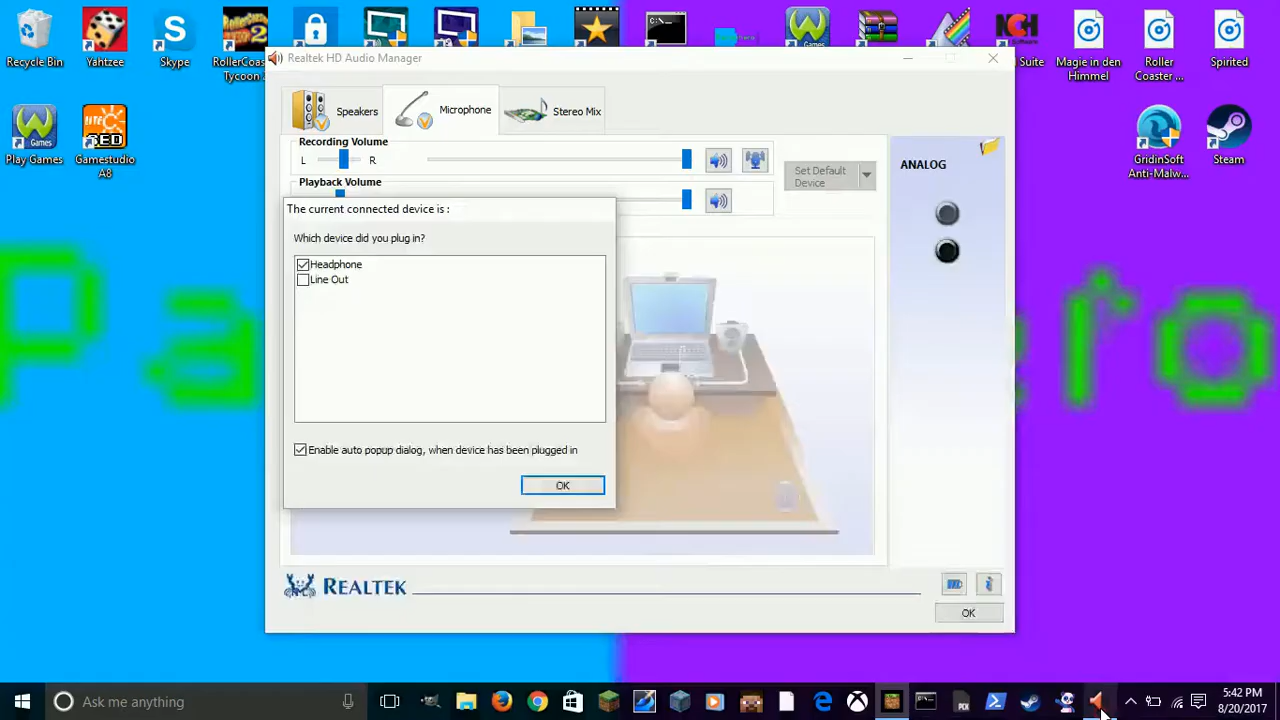 Recycle Bin
Yahtzee
Skype
RollerCoas
Tycoon 2
Games
Suite
Magie in den
Himmel
Roller
Coaster ...
Spirited
Play Games
Gamestudio
A8
GridinSoft
Anti-Malw...
Steam
Realtek HD Audio Manager
Speakers
Microphone
Stereo Mix
Recording Volume
L
R
Playback Volume
Set Default
Device
ANALOG
The current connected device is :
Which device did you plug in?
Headphone
Line Out
Enable auto popup dialog, when device has been plugged in
OK
REALTEK
OK
Ask me anything
5:42 PM
8/20/2017